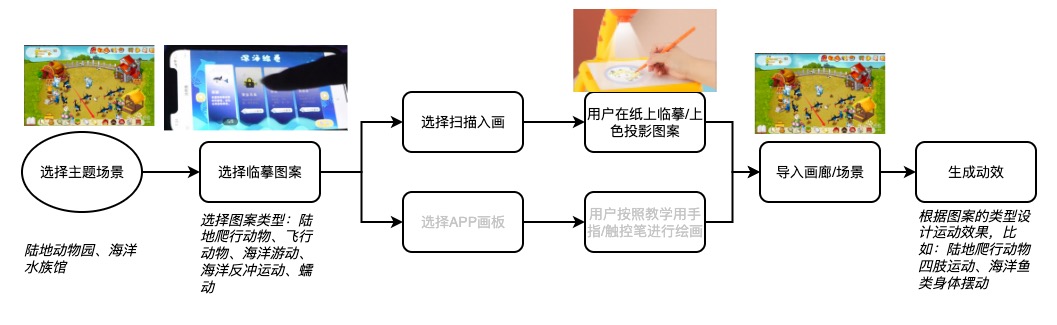 深海绘卷
选择扫描入画
用户在纸上临摹/上
色投影图案
选择主题场景
选择临摹图案
导入画廊/场景
生成动效
选择APP画板
用户按照教学用手
指/触控笔进行绘画
陆地动物园、海洋
水族馆
选择图案类型：陆
地爬行动物、飞行
动物、海洋游动、
海洋反冲运动、蠕
动
根据图案的类型设
计运动效果，比
如：陆地爬行动物
四肢运动、海洋鱼
类身体摆动